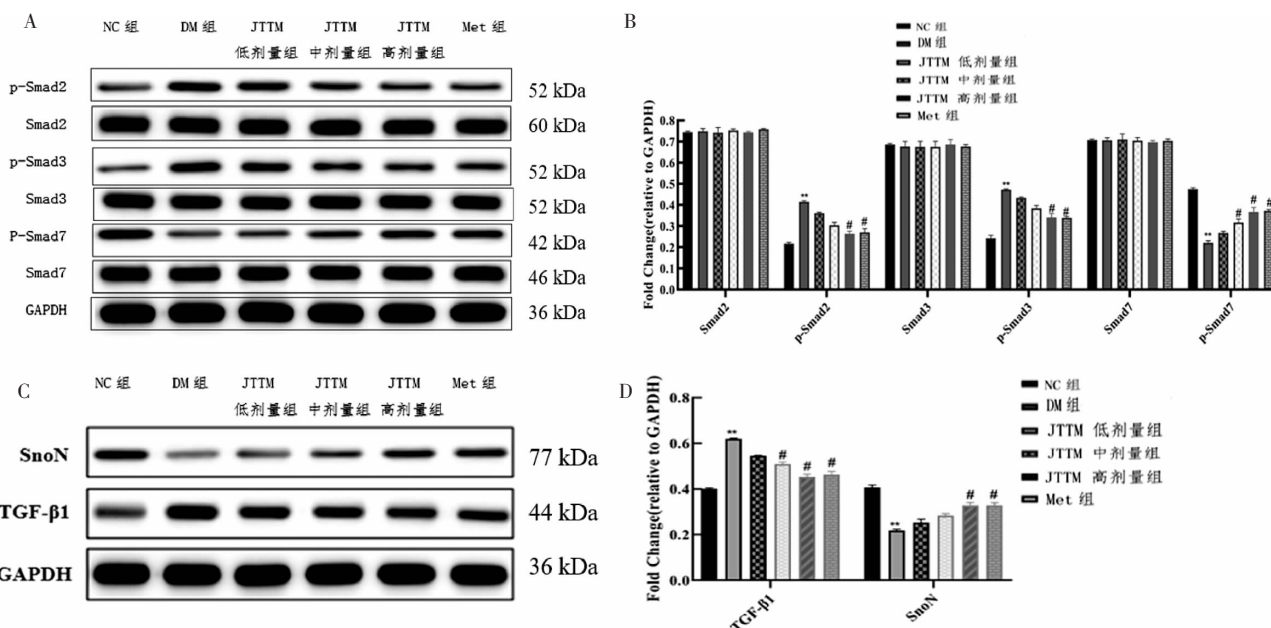 A
NC 组 DM 组 JTTM 低剂量组 JTTM 中剂量组 JTTM 高剂量组 Met 组
p-Smad2 52 kDa
Smad2 60 kDa
p-Smad3 52 kDa
Smad3 52 kDa
P-Smad7 42 kDa
Smad7 46 kDa
GAPDH 36 kDa
B
NC 组
DM 组
JTTM 低剂量组
JTTM 中剂量组
JTTM 高剂量组
Met 组
Fold Change(relative to GAPDH)
0.8
0.7
0.6
0.5
0.4
0.3
0.2
0.1
0.0
** # # ** # # ** # # #
Smad2 p-Smad2 Smad3 p-Smad3 Smad7 p-Smad7
C
NC 组 DM 组 JTTM 低剂量组 JTTM 中剂量组 JTTM 高剂量组 Met 组
SnoN 77 kDa
TGF-β1 44 kDa
GAPDH 36 kDa
D
NC 组
DM 组
JTTM 低剂量组
JTTM 中剂量组
JTTM 高剂量组
Met 组
Fold Change(relative to GAPDH)
0.8
0.6
0.4
0.2
0.0
** # # # ** # #
TGF-β1 SnoN